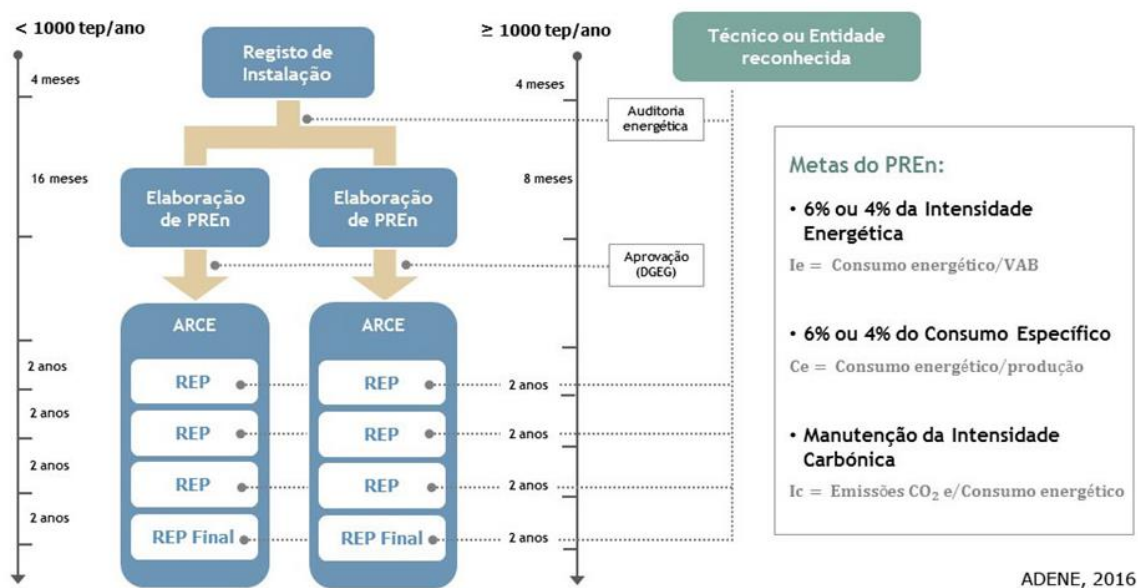 < 1000 tep/ano
≥ 1000 tep/ano
Registo de
Instalação
Técnico ou Entidade
reconhecida
4 meses
4 meses
Auditoria
energética
16 meses
8 meses
Elaboração
de PREn
Elaboração
de PREn
Aprovação
(DGEG)
ARCE
ARCE
2 anos
REP
REP
2 anos
2 anos
REP
REP
2 anos
2 anos
REP
REP
2 anos
2 anos
REP Final
REP Final
2 anos
Metas do PREn:
• 6% ou 4% da Intensidade
Energética
Ie = Consumo energético/VAB
• 6% ou 4% do Consumo Específico
Ce = Consumo energético/produção
• Manutenção da Intensidade
Carbónica
Ic = Emissões CO₂ e/Consumo energético
ADENE, 2016